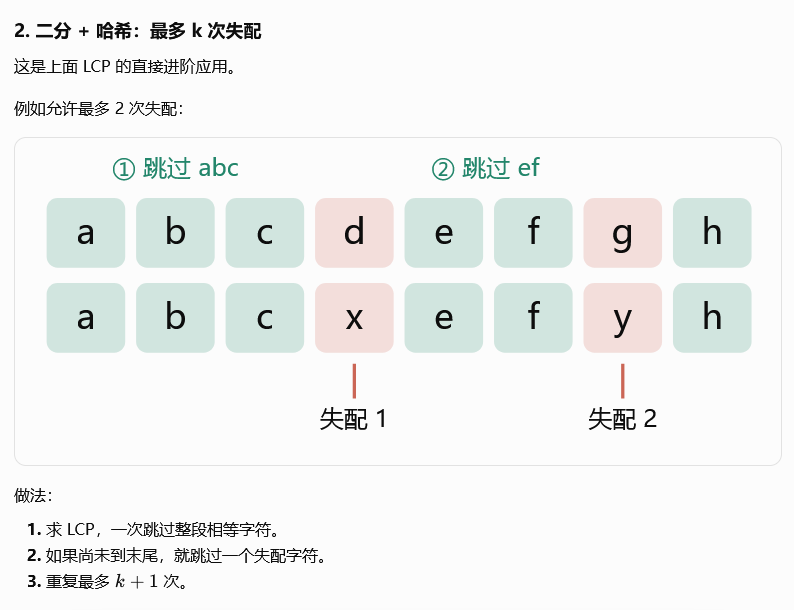 2. 二分 + 哈希：最多 k 次失配
这是上面 LCP 的直接进阶应用。
例如允许最多 2 次失配：
① 跳过 abc ② 跳过 ef
a b c d e f g h
a b c x e f y h
失配 1 失配 2
做法：
1. 求 LCP，一次跳过整段相等字符。
2. 如果尚未到末尾，就跳过一个失配字符。
3. 重复最多 k + 1 次。